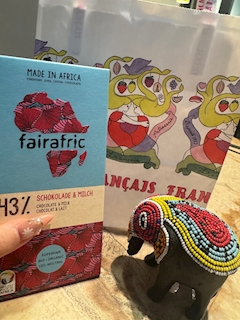 MADE IN AFRICA
fairafric
43%
SCHOKOLADE & MILCH
CHOCOLATE & MILK
CHOCOLAT & LAIT
ANÇAIS FRAN